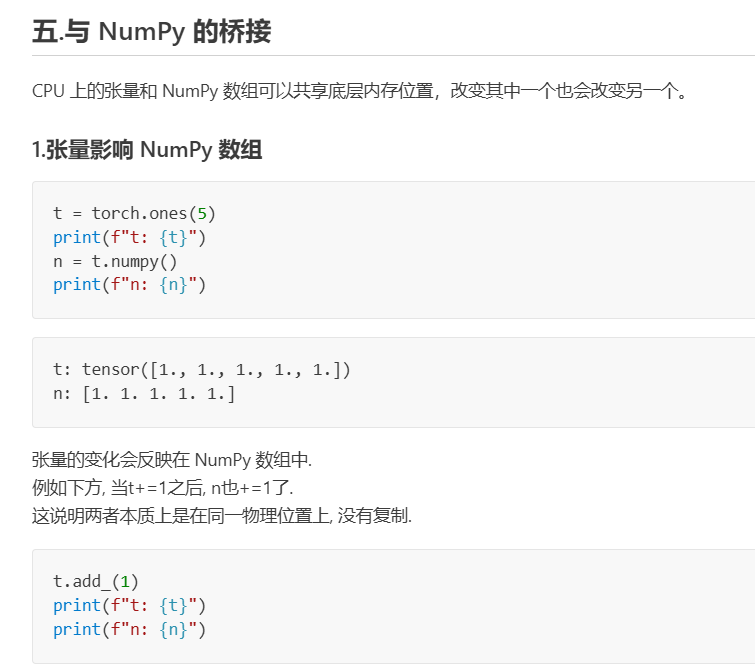 五.与 NumPy 的桥接
CPU 上的张量和 NumPy 数组可以共享底层内存位置，改变其中一个也会改变另一个。
1.张量影响 NumPy 数组
t = torch.ones(5)
print(f"t: {t}")
n = t.numpy()
print(f"n: {n}")
t: tensor([1., 1., 1., 1., 1.])
n: [1. 1. 1. 1. 1.]
张量的变化会反映在 NumPy 数组中.
例如下方, 当t+=1之后, n也+=1了.
这说明两者本质上是在同一物理位置上, 没有复制.
t.add_(1)
print(f"t: {t}")
print(f"n: {n}")